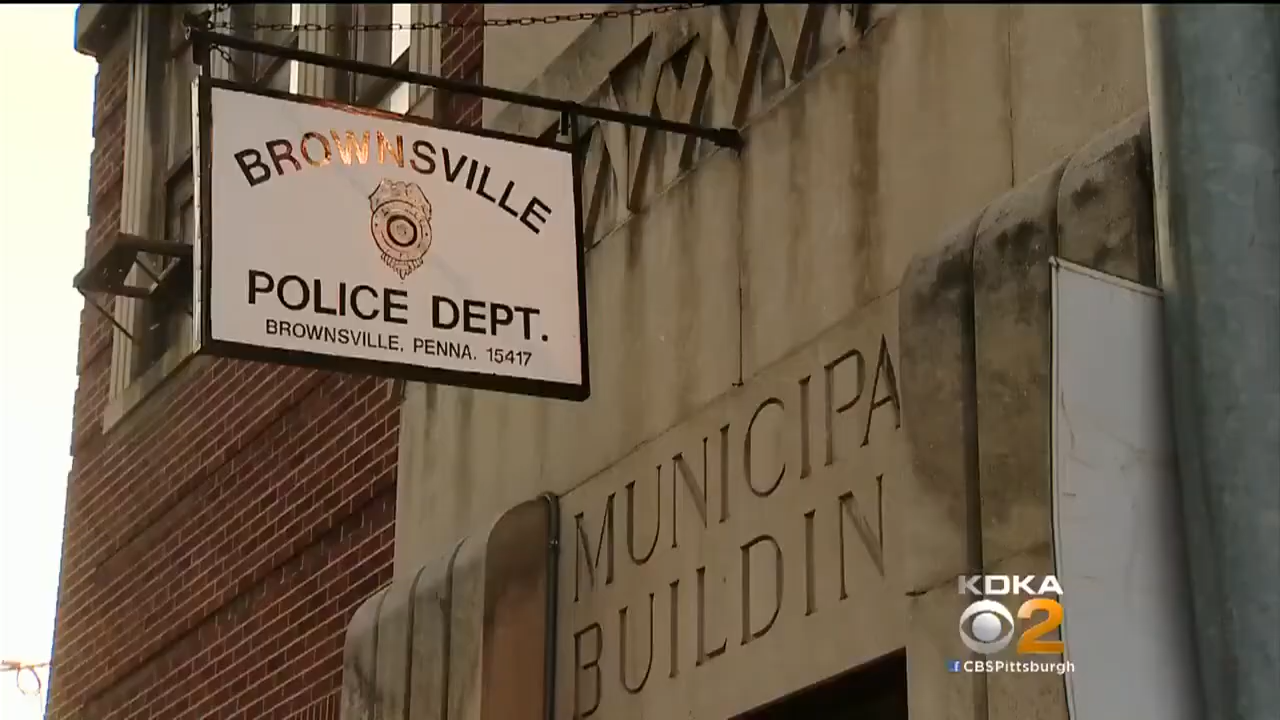 BROWNSVILLE
POLICE DEPT.
BROWNSVILLE, PENNA. 15417
MUNICIPA
BUILDIN
KDKA
2
f CBSPittsburgh